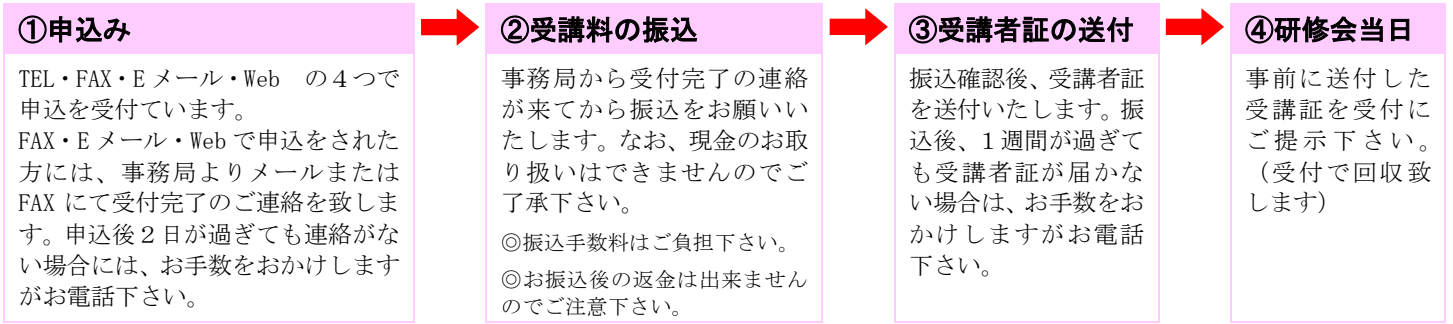 ①申込み
TEL・FAX・Eメール・Web　の４つで
申込を受付ています。
FAX・Eメール・Webで申込をされた
方には、事務局よりメールまたは
FAX にて受付完了のご連絡を致しま
す。申込後２日が過ぎても連絡がな
い場合には、お手数をおかけします
がお電話下さい。
②受講料の振込
事務局から受付完了の連絡
が来てから振込をお願いい
たします。なお、現金のお取
り扱いはできませんのでご
了承下さい。
◎振込手数料はご負担下さい。
◎お振込後の返金は出来ません
のでご注意下さい。
③受講者証の送付
振込確認後、受講者証
を送付いたします。振
込後、１週間が過ぎて
も受講者証が届かな
い場合は、お手数をお
かけしますがお電話
下さい。
④研修会当日
事前に送付した
受講証を受付に
ご提示下さい。
（受付で回収致
します）